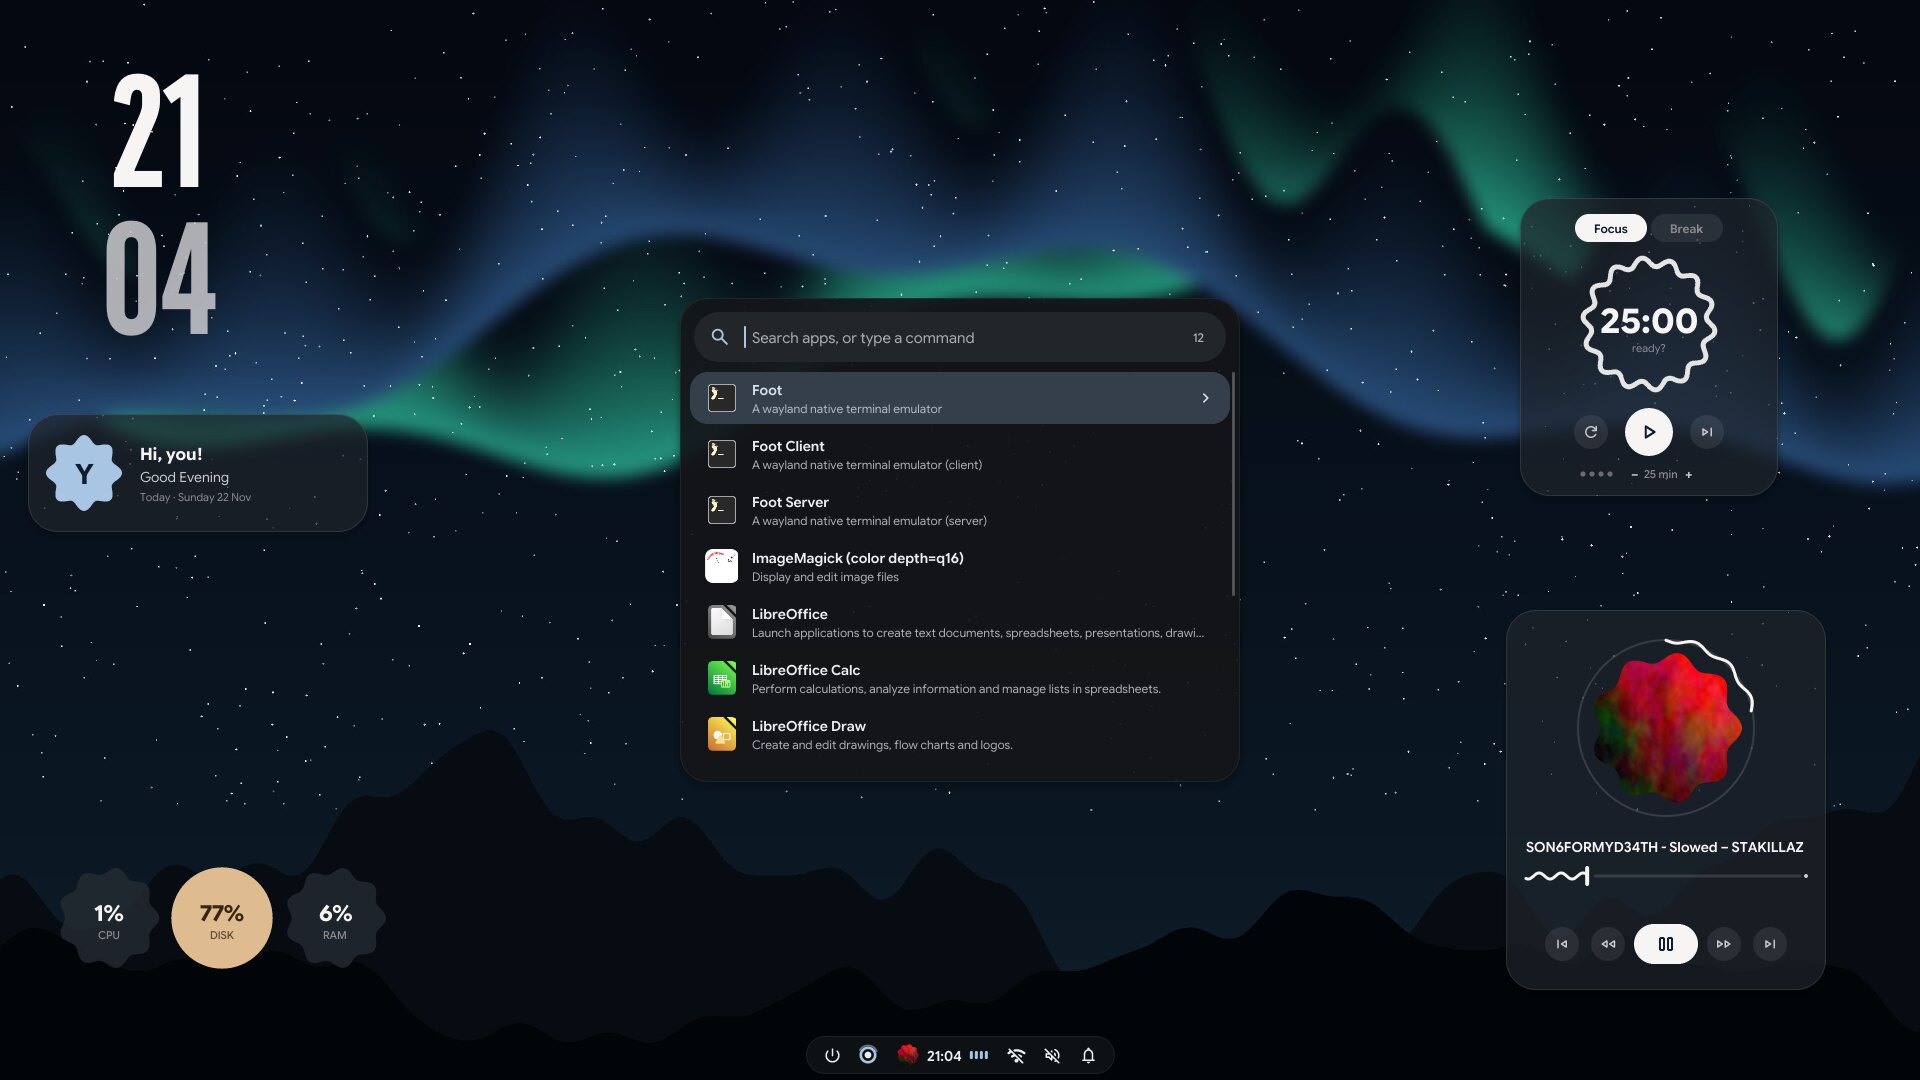 21
04
Hi, you!
Good Evening
Today · Sunday 22 Nov
Y
1%
CPU
77%
DISK
6%
RAM
Search apps, or type a command
12
Foot
A wayland native terminal emulator
Foot Client
A wayland native terminal emulator (client)
Foot Server
A wayland native terminal emulator (server)
ImageMagick (color depth=q16)
Display and edit image files
LibreOffice
Launch applications to create text documents, spreadsheets, presentations, drawi...
LibreOffice Calc
Perform calculations, analyze information and manage lists in spreadsheets.
LibreOffice Draw
Create and edit drawings, flow charts and logos.
Focus
Break
25:00
ready?
− 25 min +
SON6FORMYD34TH - Slowed – STAKILLAZ
21:04